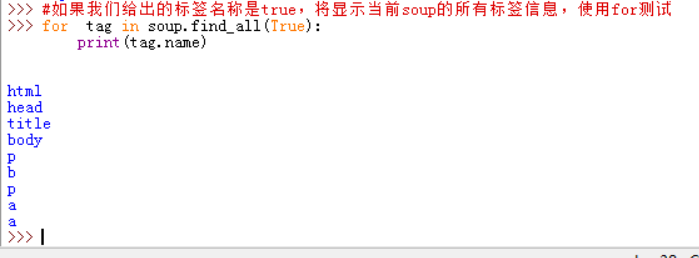 >>> #如果我们给出的标签名称是true，将显示当前soup的所有标签信息，使用for测试
>>> for  tag in soup.find_all(True):
        print(tag.name)
html
head
title
body
p
b
p
a
a
>>>